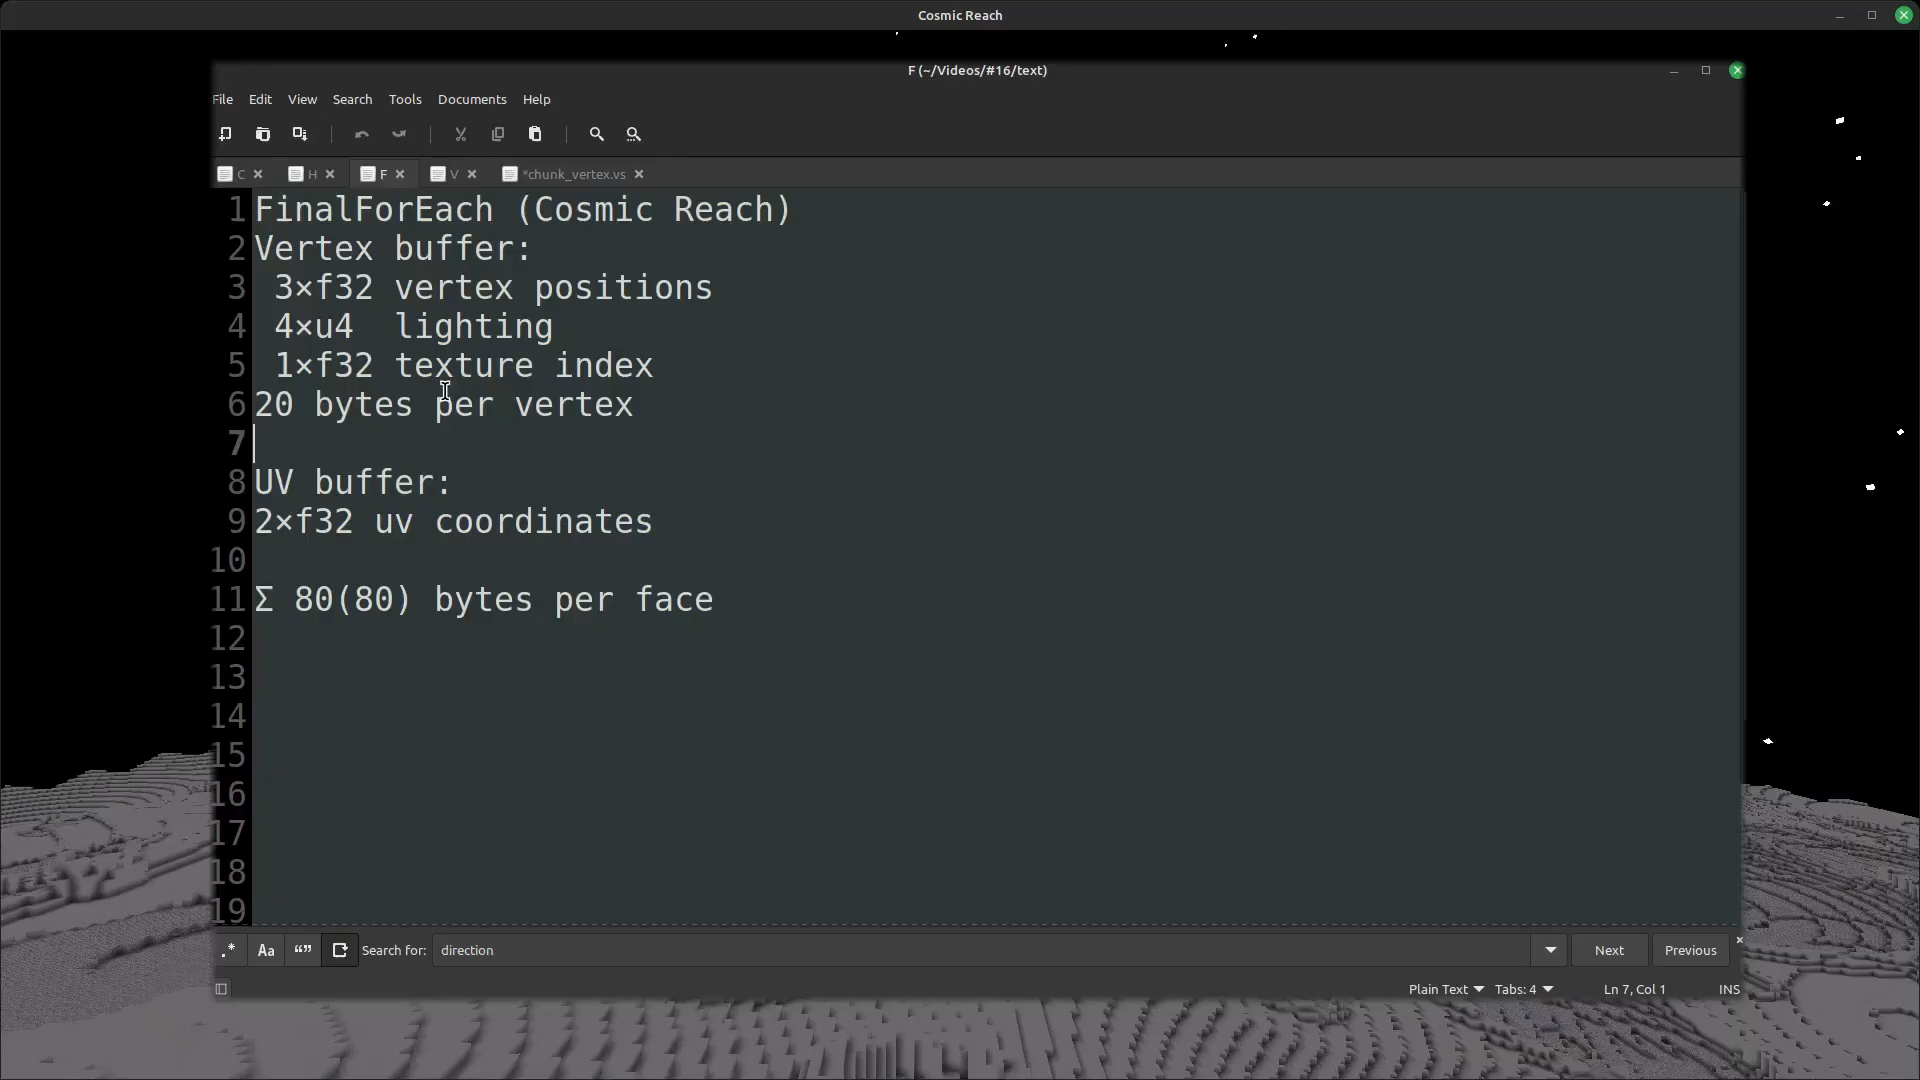 Cosmic Reach
F (~/Videos/#16/text)
File Edit View Search Tools Documents Help
C H F V *chunk_vertex.vs
1 FinalForEach (Cosmic Reach)
2 Vertex buffer:
3 3×f32 vertex positions
4 4×u4 lighting
5 1×f32 texture index
6 20 bytes per vertex
7
8 UV buffer:
9 2×f32 uv coordinates
10
11 Σ 80(80) bytes per face
12
13
14
15
16
17
18
19
.* Aa “” Search for: direction Next Previous
Plain Text Tabs: 4 Ln 7, Col 1 INS